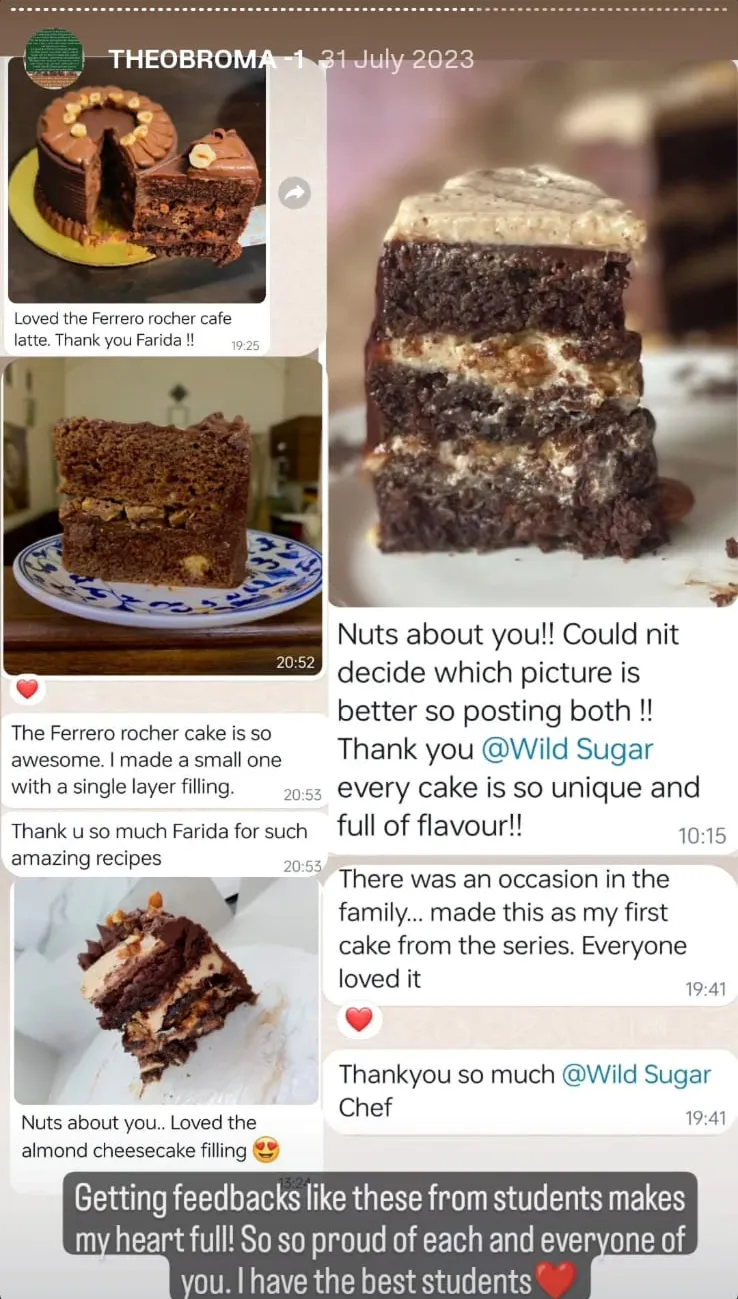 THEOBROMA -1 31 July 2023
Loved the Ferrero rocher cafe
latte. Thank you Farida !!
19:25
20:52
The Ferrero rocher cake is so
awesome. I made a small one
with a single layer filling.
20:53
Thank u so much Farida for such
amazing recipes
20:53
Nuts about you.. Loved the
almond cheesecake filling 😍
13:24
Nuts about you!! Could nit
decide which picture is
better so posting both !!
Thank you @Wild Sugar
every cake is so unique and
full of flavour!!
10:15
There was an occasion in the
family... made this as my first
cake from the series. Everyone
loved it
19:41
Thankyou so much @Wild Sugar
Chef
19:41
Getting feedbacks like these from students makes
my heart full! So so proud of each and everyone of
you. I have the best students❤️